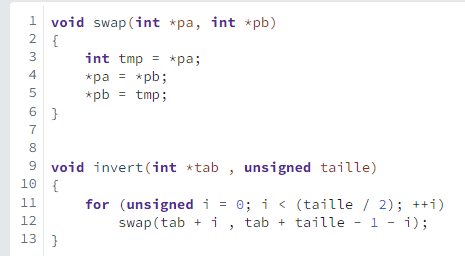 1 void swap(int *pa, int *pb)
2 {
3     int tmp = *pa;
4     *pa = *pb;
5     *pb = tmp;
6 }
7
8
9 void invert(int *tab , unsigned taille)
10 {
11     for (unsigned i = 0; i < (taille / 2); ++i)
12         swap(tab + i , tab + taille - 1 - i);
13 }